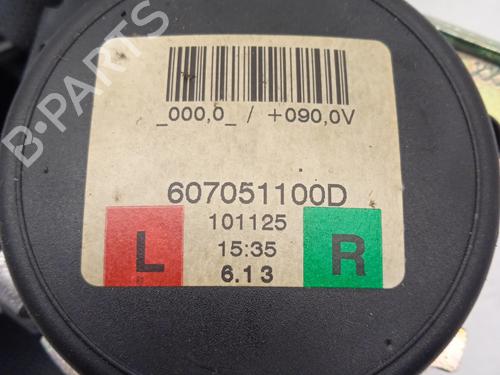 B-PARTS
_000,0_ / +090,0V
607051100D
101125
15:35
6.13
L
R